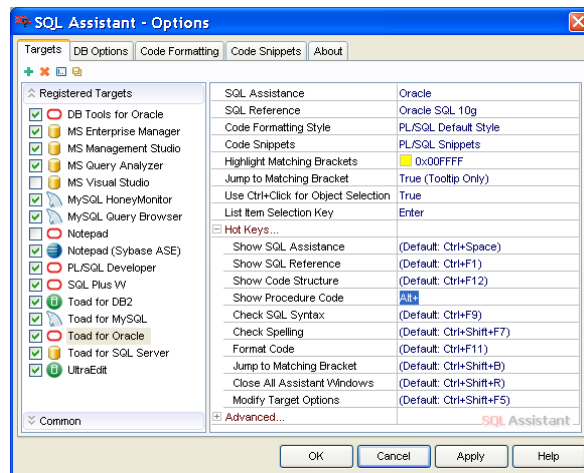 SQL Assistant - Options
Targets DB Options Code Formatting Code Snippets About
Registered Targets
DB Tools for Oracle
MS Enterprise Manager
MS Management Studio
MS Query Analyzer
MS Visual Studio
MySQL HoneyMonitor
MySQL Query Browser
Notepad
Notepad (Sybase ASE)
PL/SQL Developer
SQL Plus W
Toad for DB2
Toad for MySQL
Toad for Oracle
Toad for SQL Server
UltraEdit
Common
SQL Assistance Oracle
SQL Reference Oracle SQL 10g
Code Formatting Style PL/SQL Default Style
Code Snippets PL/SQL Snippets
Highlight Matching Brackets 0x00FFFF
Jump to Matching Bracket True (Tooltip Only)
Use Ctrl+Click for Object Selection True
List Item Selection Key Enter
Hot Keys...
Show SQL Assistance (Default: Ctrl+Space)
Show SQL Reference (Default: Ctrl+F1)
Show Code Structure (Default: Ctrl+F12)
Show Procedure Code Alt+
Check SQL Syntax (Default: Ctrl+F9)
Check Spelling (Default: Ctrl+Shift+F7)
Format Code (Default: Ctrl+F11)
Jump to Matching Bracket (Default: Ctrl+Shift+B)
Close All Assistant Windows (Default: Ctrl+Shift+R)
Modify Target Options (Default: Ctrl+Shift+F5)
Advanced...
SQL Assistant
OK Cancel Apply Help